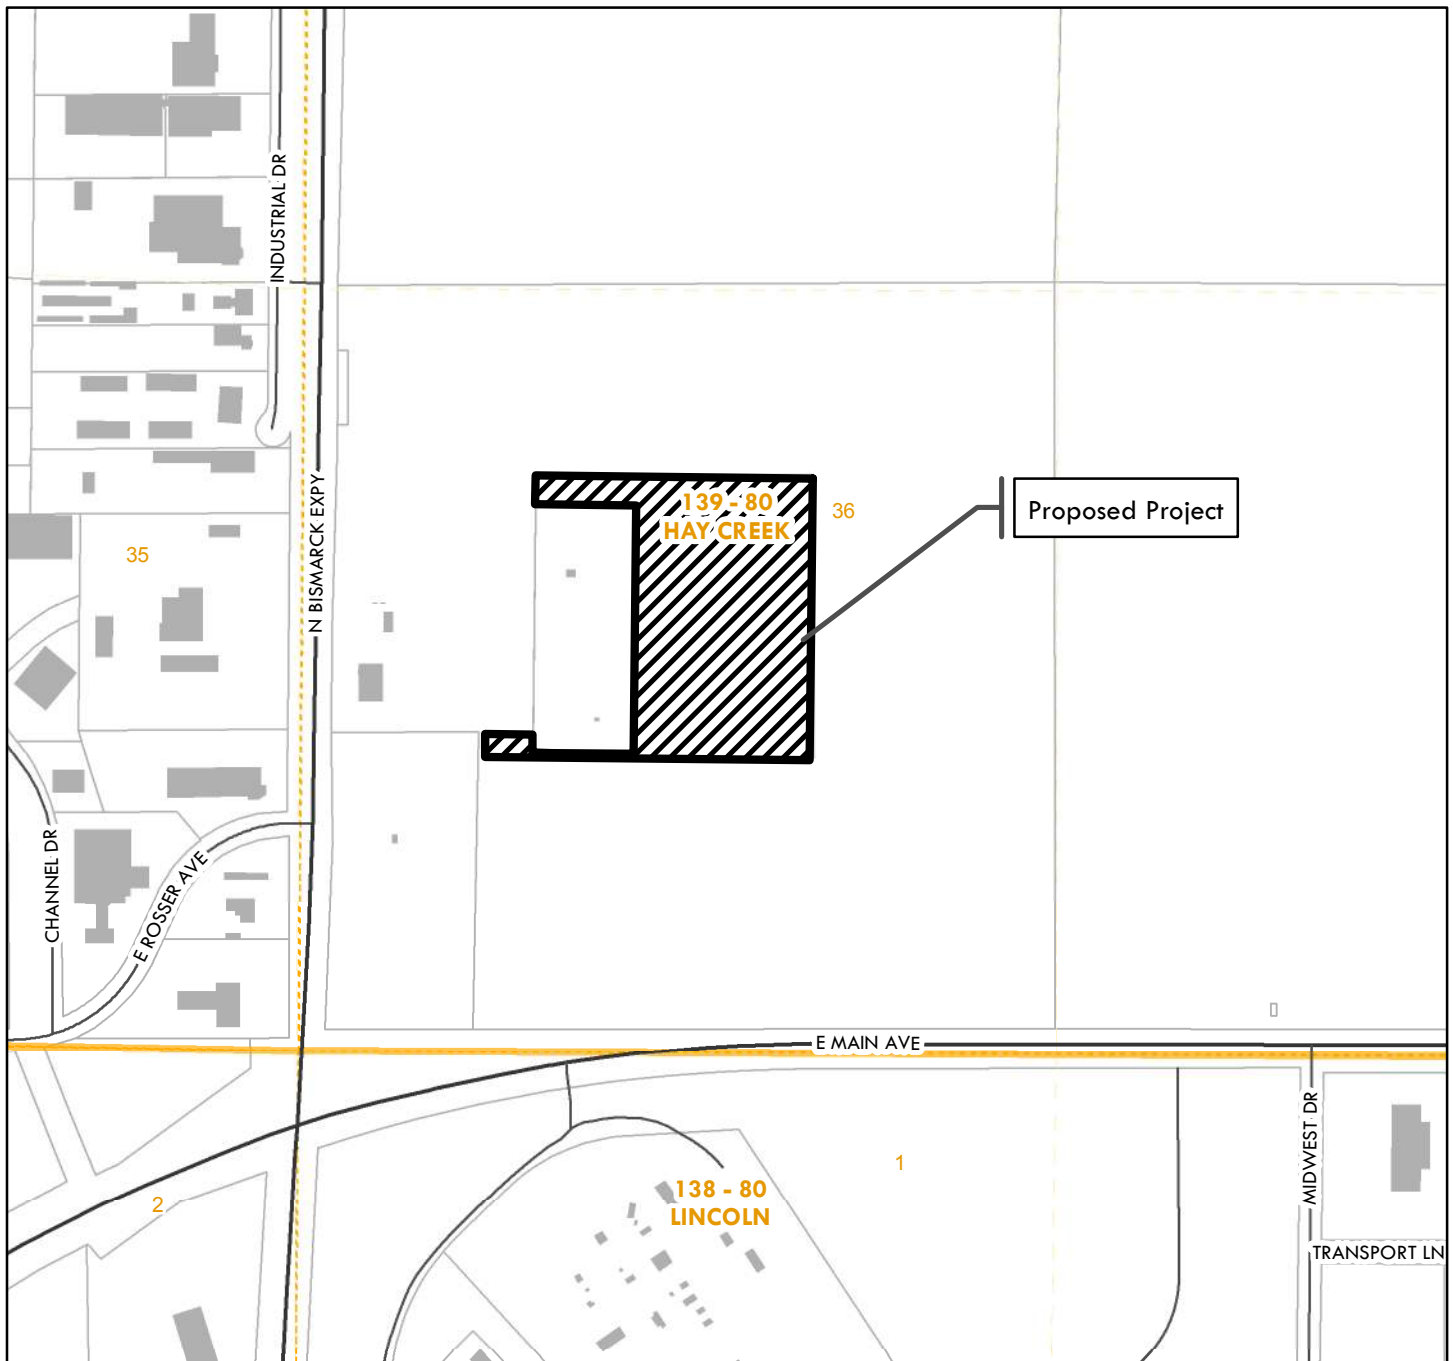 INDUSTRIAL DR
N BISMARCK EXPY
139 - 80
HAY CREEK
36
Proposed Project
35
CHANNEL DR
E ROSSER AVE
E MAIN AVE
MIDWEST DR
1
2
138 - 80
LINCOLN
TRANSPORT LN